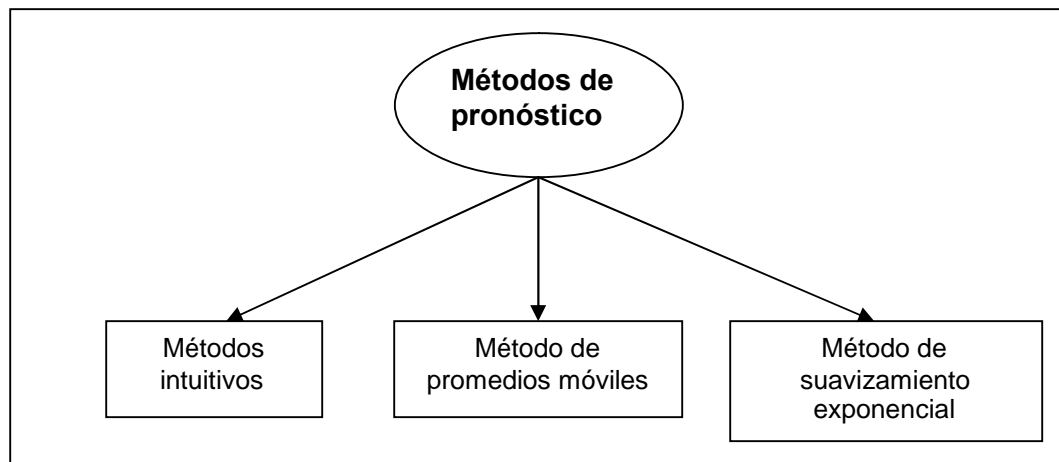 Métodos de
pronóstico
Métodos
intuitivos
Método de
promedios móviles
Método de
suavizamiento
exponencial